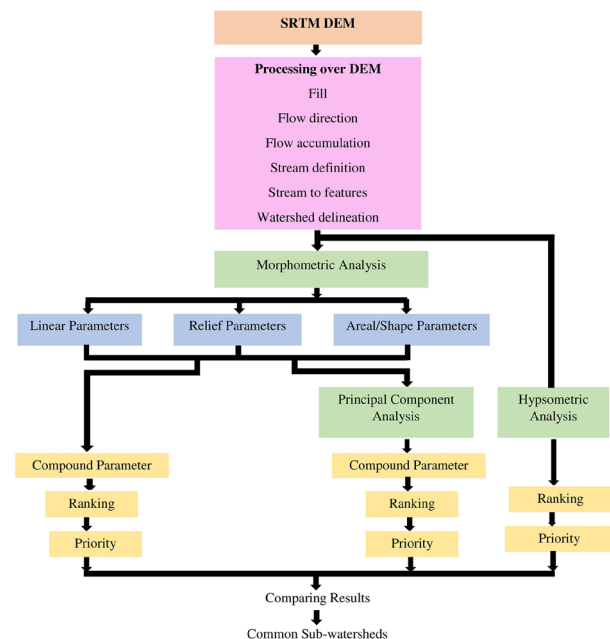 SRTM DEM
Processing over DEM
Fill
Flow direction
Flow accumulation
Stream definition
Stream to features
Watershed delineation
Morphometric Analysis
Linear Parameters
Relief Parameters
Areal/Shape Parameters
Principal Component
Analysis
Hypsometric
Analysis
Compound Parameter
Compound Parameter
Ranking
Ranking
Ranking
Priority
Priority
Priority
Comparing Results
Common Sub-watersheds